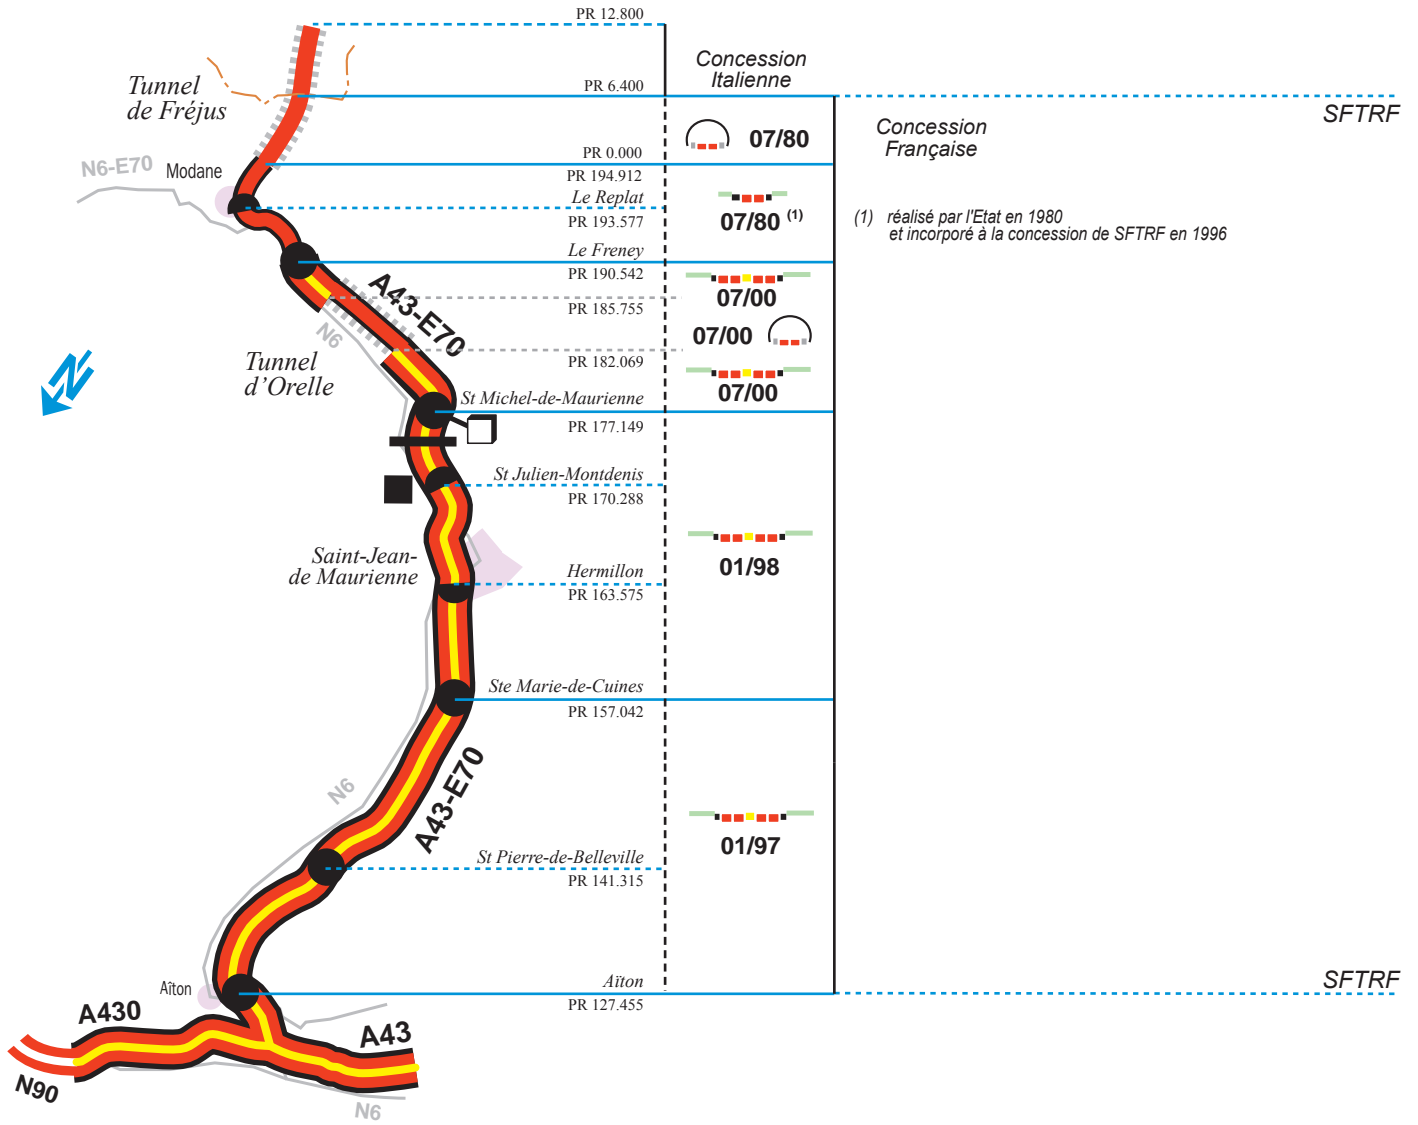 PR 12.800
Concession
Italienne
Tunnel
de Fréjus
PR 6.400
SFTRF
Concession
Française
07/80
PR 0.000
N6-E70
Modane
PR 194.912
Le Replat
PR 193.577
07/80 (1)
(1) réalisé par l'Etat en 1980
et incorporé à la concession de SFTRF en 1996
Le Freney
PR 190.542
A43-E70
07/00
PR 185.755
N6
07/00
Tunnel
d'Orelle
PR 182.069
N
07/00
St Michel-de-Maurienne
PR 177.149
St Julien-Montdenis
PR 170.288
Saint-Jean-
de Maurienne
Hermillon
01/98
PR 163.575
Ste Marie-de-Cuines
PR 157.042
N6
A43-E70
01/97
St Pierre-de-Belleville
PR 141.315
Aïton
Aîton
SFTRF
PR 127.455
A430
A43
N90
N6